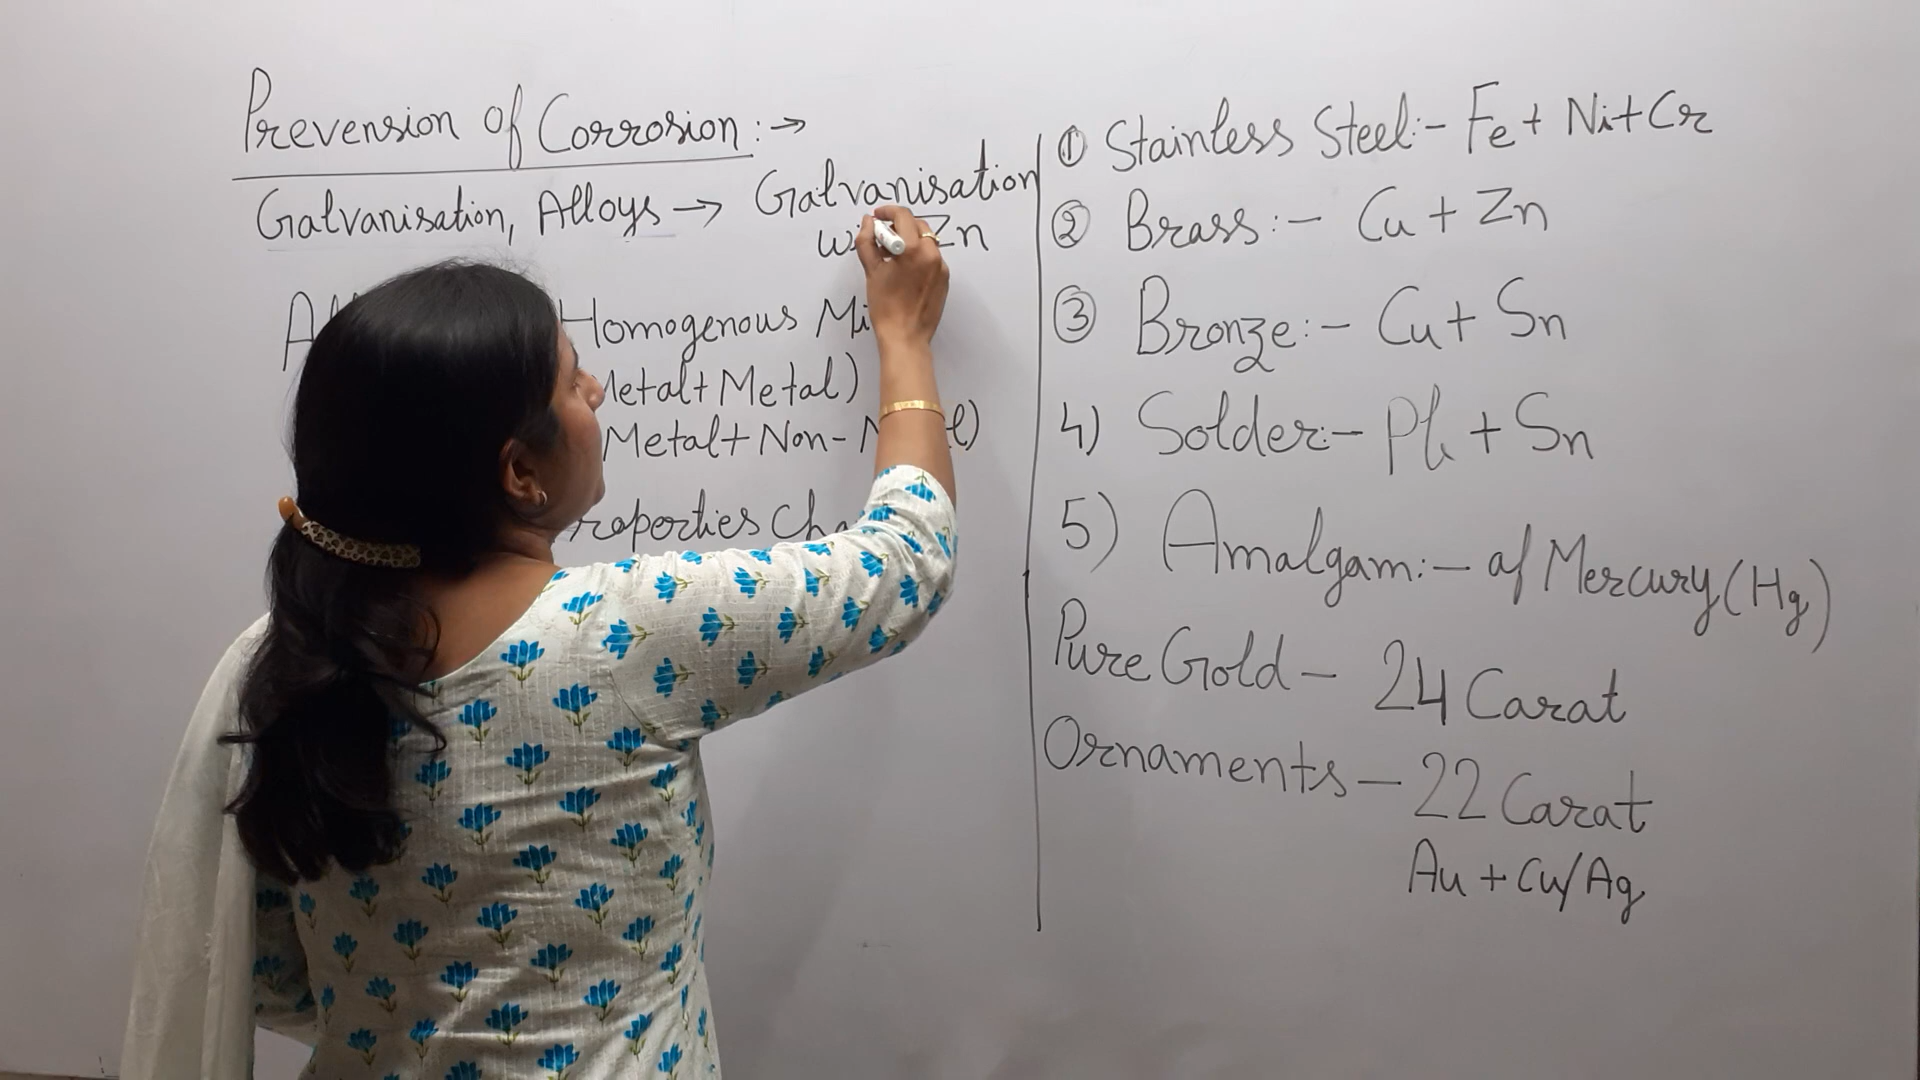 Prevension of Corrosion :→
Galvanisation, Alloys → Galvanisation
Zn
Homogenous
Metal + Metal)
Metal + Non-
① Stainless Steel :- Fe + Ni + Cr
② Brass :- Cu + Zn
③ Bronze :- Cu + Sn
4) Solder :- Pb + Sn
5) Amalgam :- of Mercury (Hg)
Pure Gold - 24 Carat
Ornaments - 22 Carat
Au + Cu/Ag